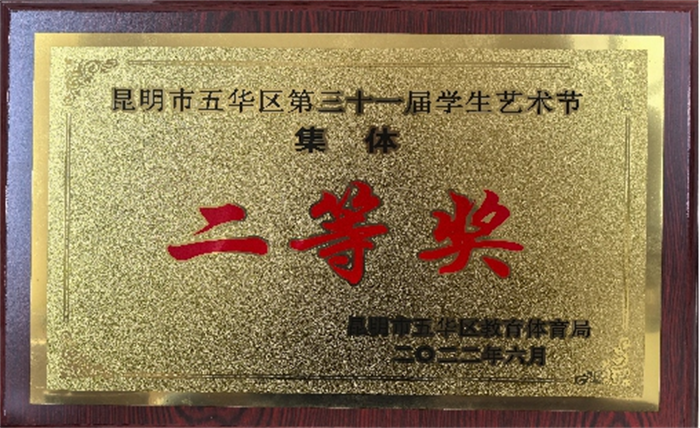 昆明市五华区第三十一届学生艺术节
集 体
二等奖
昆明市五华区教育体育局
二〇二二年六月